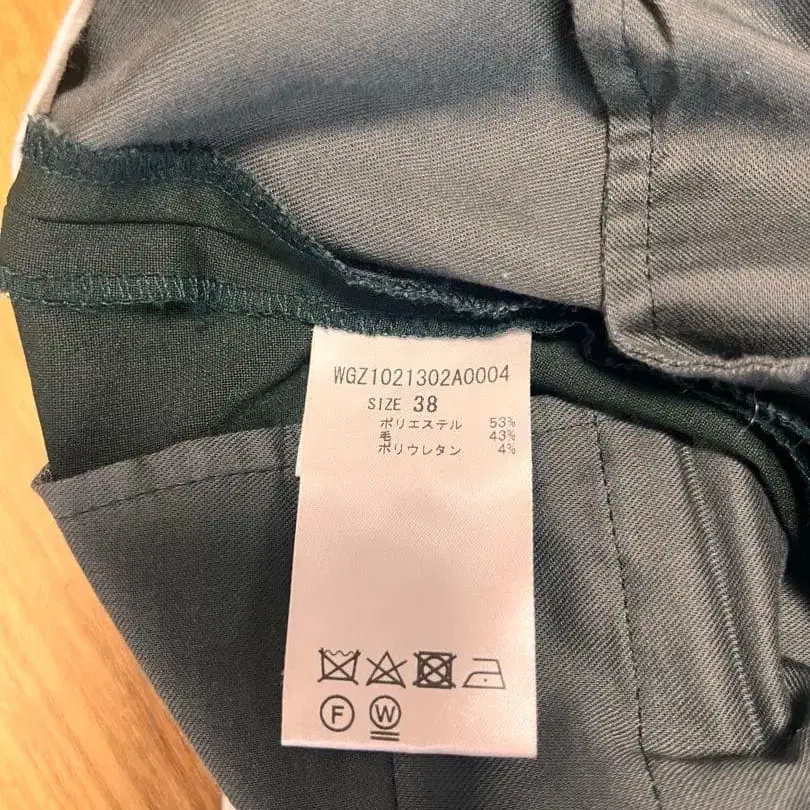 WGZ1021302A0004
SIZE 38
ポリエステル 53%
毛 43%
ポリウレタン 4%
F W